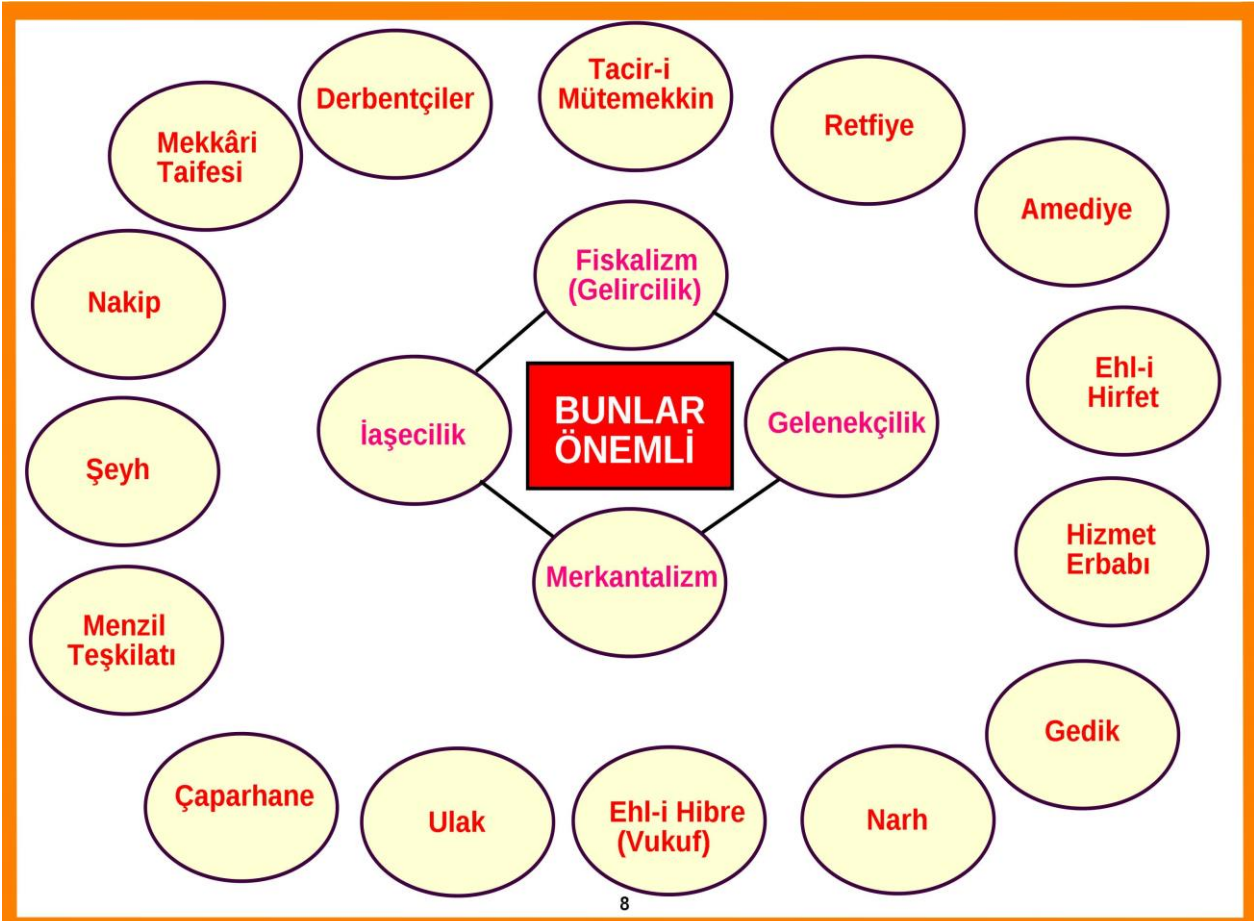 Derbentçiler
Tacir-i
Mütemekkin
Retfiye
Mekkâri
Taifesi
Amediye
Fiskalizm
(Gelircilik)
Nakip
Ehl-i
Hirfet
BUNLAR
ÖNEMLİ
İaşecilik
Gelenekçilik
Şeyh
Hizmet
Erbabı
Merkantalizm
Menzil
Teşkilatı
Gedik
Çaparhane
Ulak
Ehl-i Hibre
(Vukuf)
Narh
8